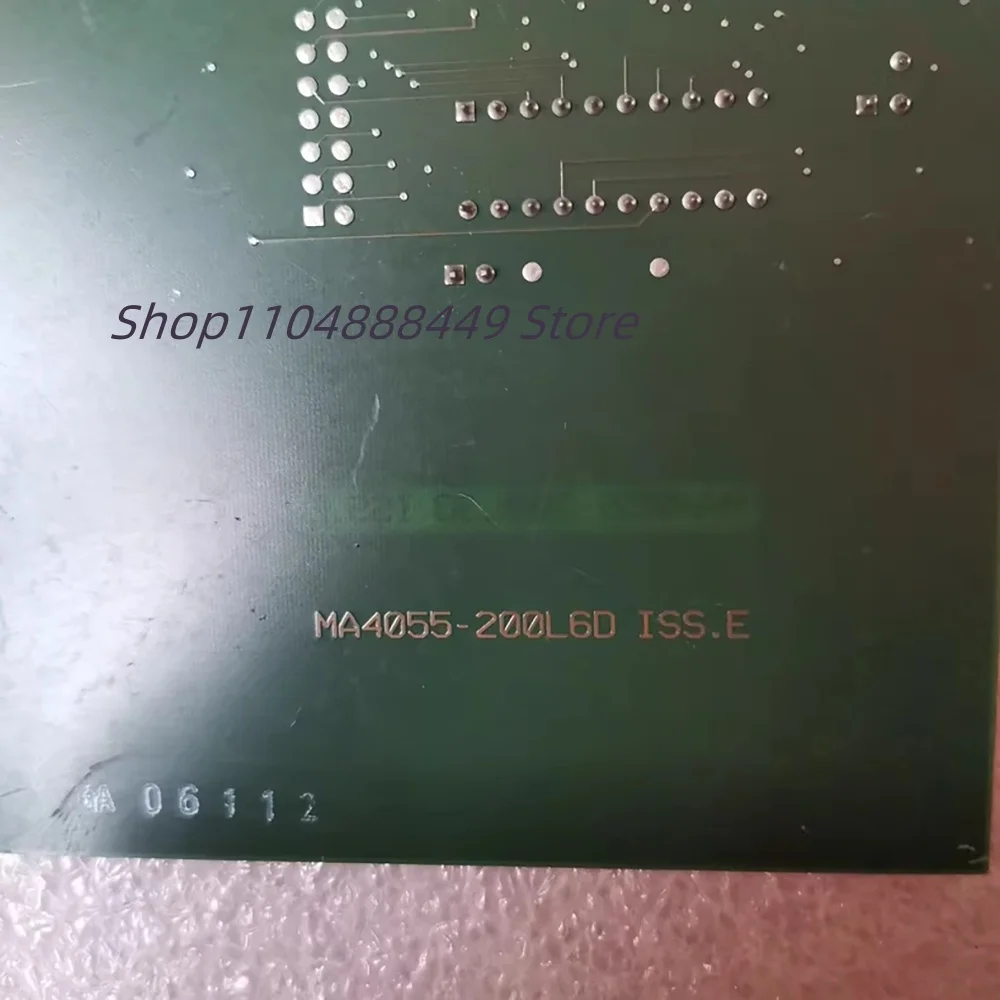 Shop1104888449 Store
MA4055-200L6D ISS.E
06112